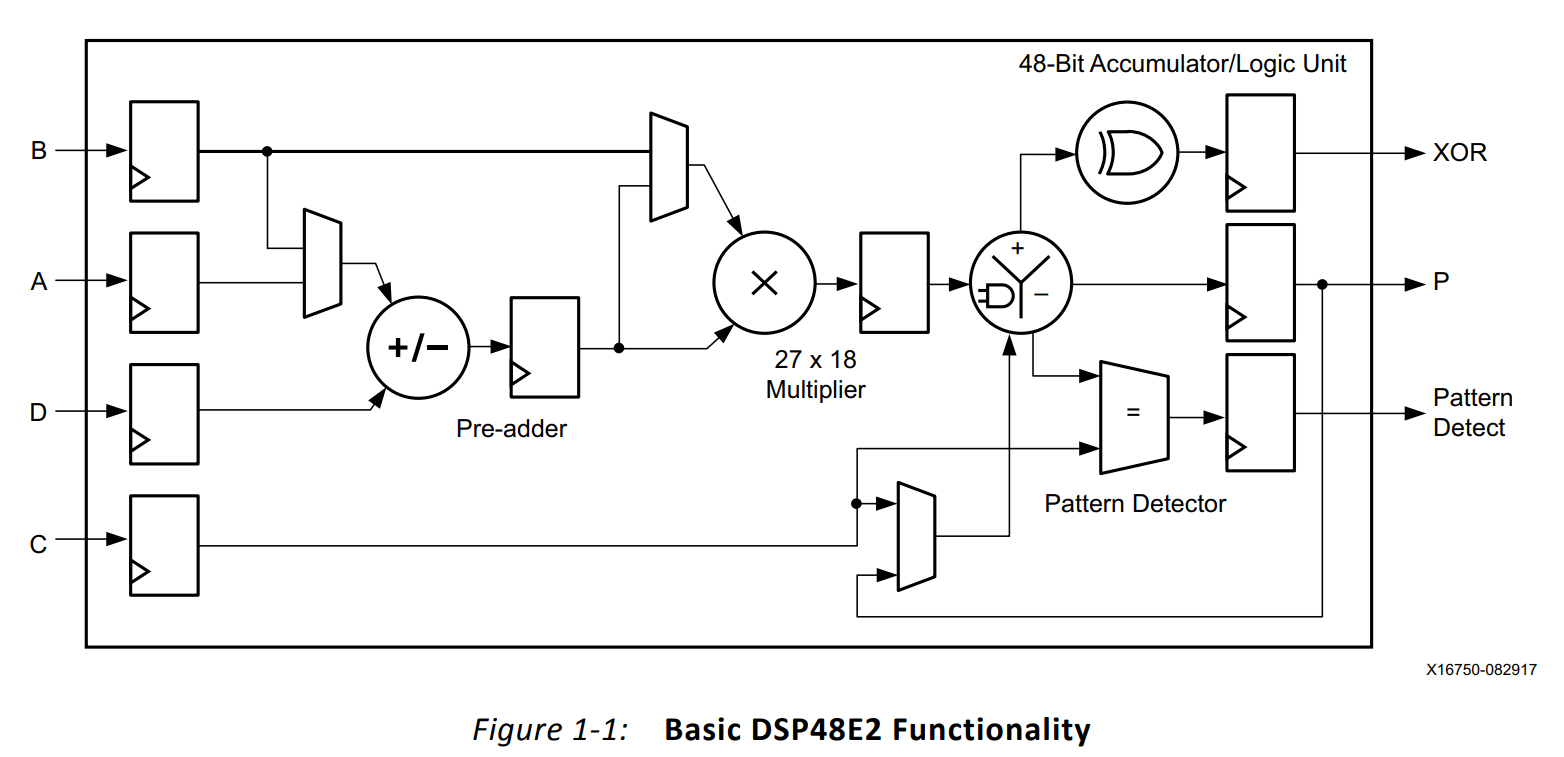 48-Bit Accumulator/Logic Unit
B
XOR
A
+
−
P
+/−
×
27 x 18
Multiplier
D
=
Pattern
Detect
Pre-adder
Pattern Detector
C
X16750-082917
Figure 1-1: Basic DSP48E2 Functionality